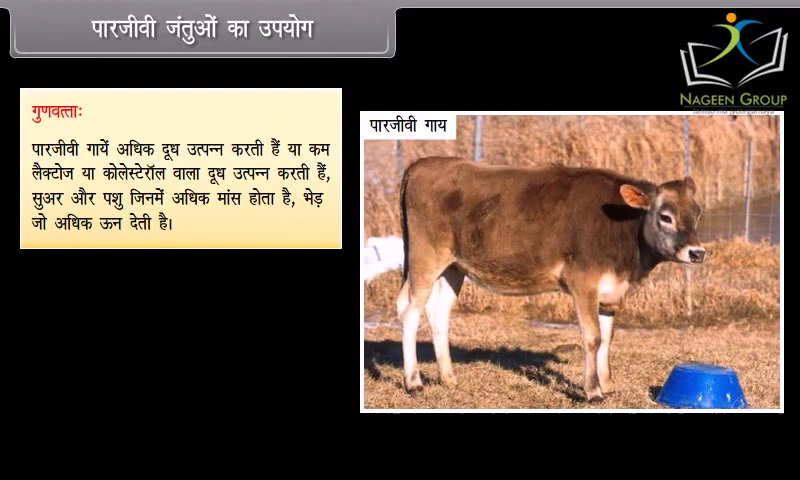 पारजीवी जंतुओं का उपयोग
NAGEEN GROUP
गुणवत्ताः
पारजीवी गायें अधिक दूध उत्पन्न करती हैं या कम
लैक्टोज या कोलेस्टेरॉल वाला दूध उत्पन्न करती हैं,
सुअर और पशु जिनमें अधिक मांस होता है, भेड़
जो अधिक ऊन देती है।
पारजीवी गाय